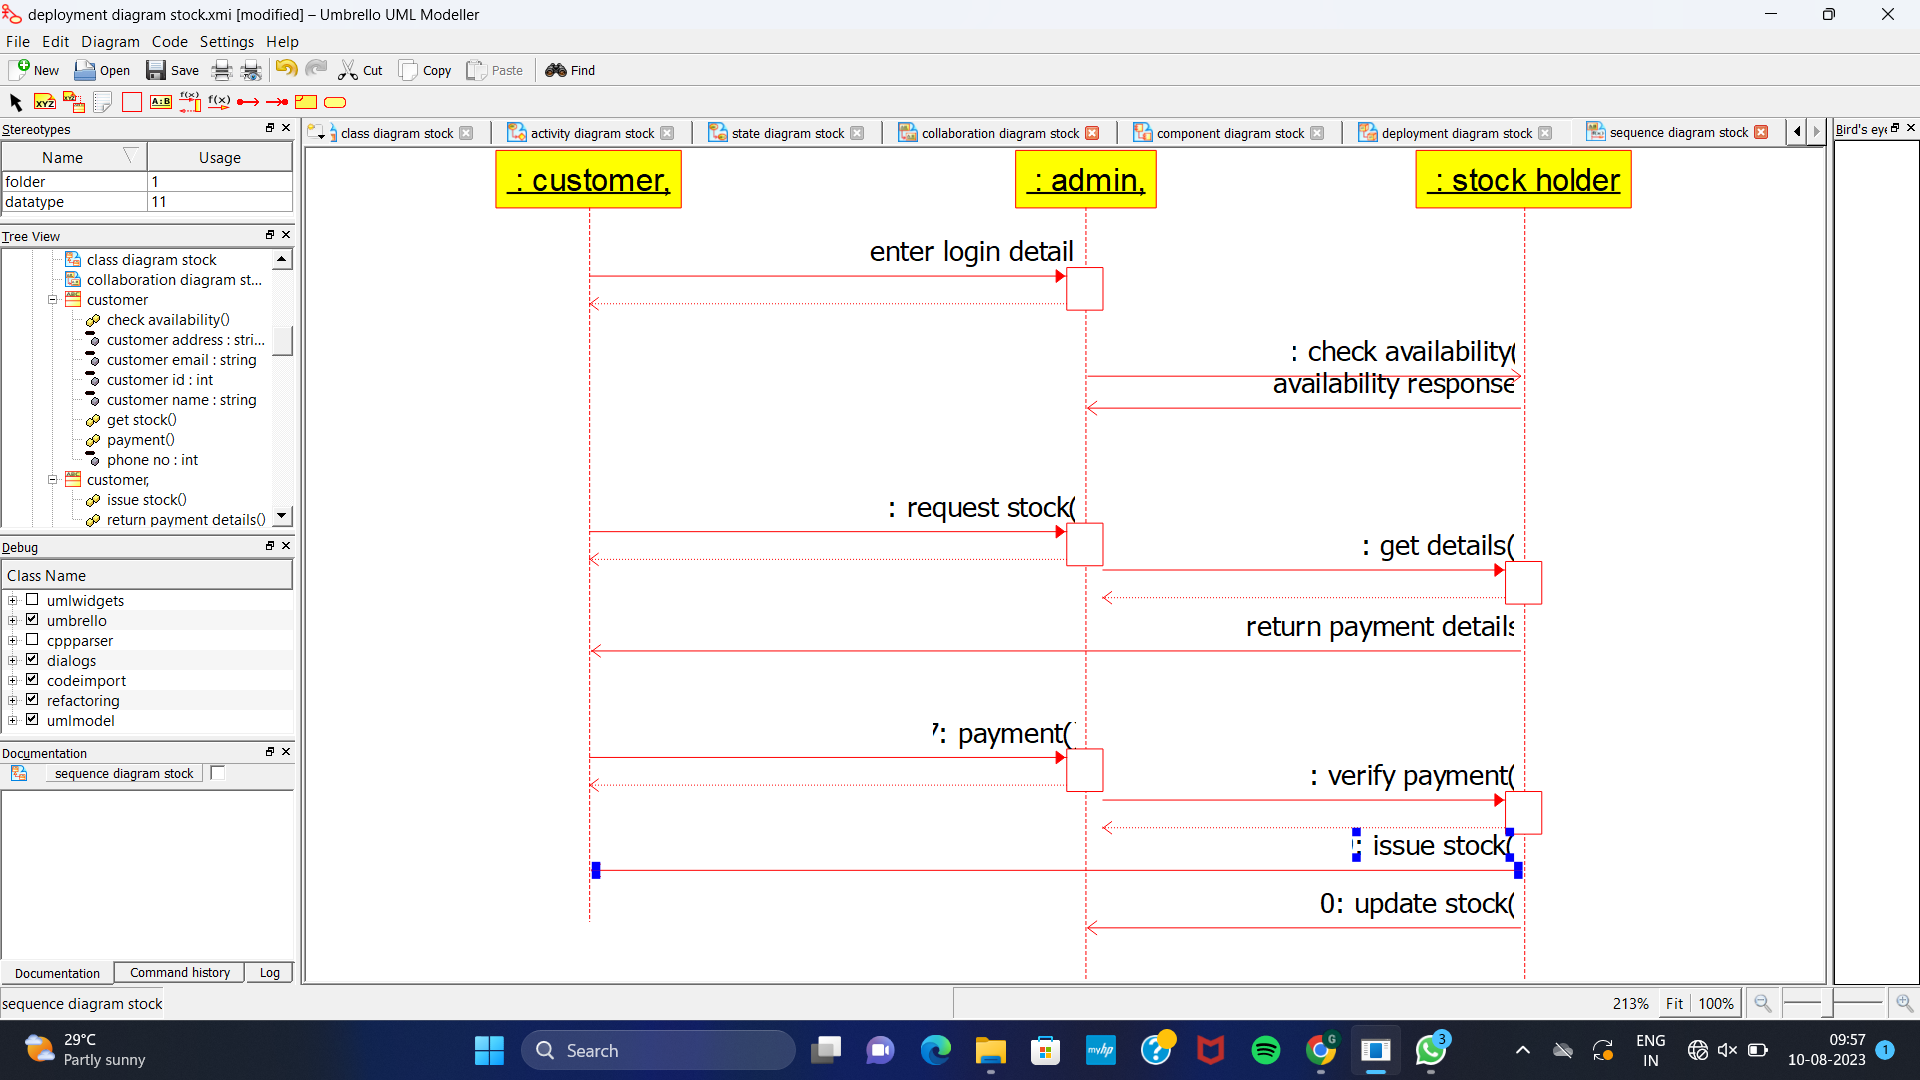 deployment diagram stock.xmi [modified] – Umbrello UML Modeller
File Edit Diagram Code Settings Help
New Open Save Cut Copy Paste Find
XYZ XYZ A:B f(x) f(x)
Stereotypes
Name Usage
folder 1
datatype 11
Tree View
class diagram stock
collaboration diagram st...
customer
check availability()
customer address : stri...
customer email : string
customer id : int
customer name : string
get stock()
payment()
phone no : int
customer,
issue stock()
return payment details()
Debug
Class Name
umlwidgets
umbrello
cppparser
dialogs
codeimport
refactoring
umlmodel
Documentation
sequence diagram stock
Documentation Command history Log
class diagram stock activity diagram stock state diagram stock collaboration diagram stock component diagram stock deployment diagram stock sequence diagram stock
Bird's eye
: customer, : admin, : stock holder
enter login detail
: check availability(
availability response
: request stock(
: get details(
return payment details
7: payment(
: verify payment(
: issue stock(
0: update stock(
sequence diagram stock
213% Fit 100%
29°C
Partly sunny
Search
myhp
G
3
ENG
IN
09:57
10-08-2023
1